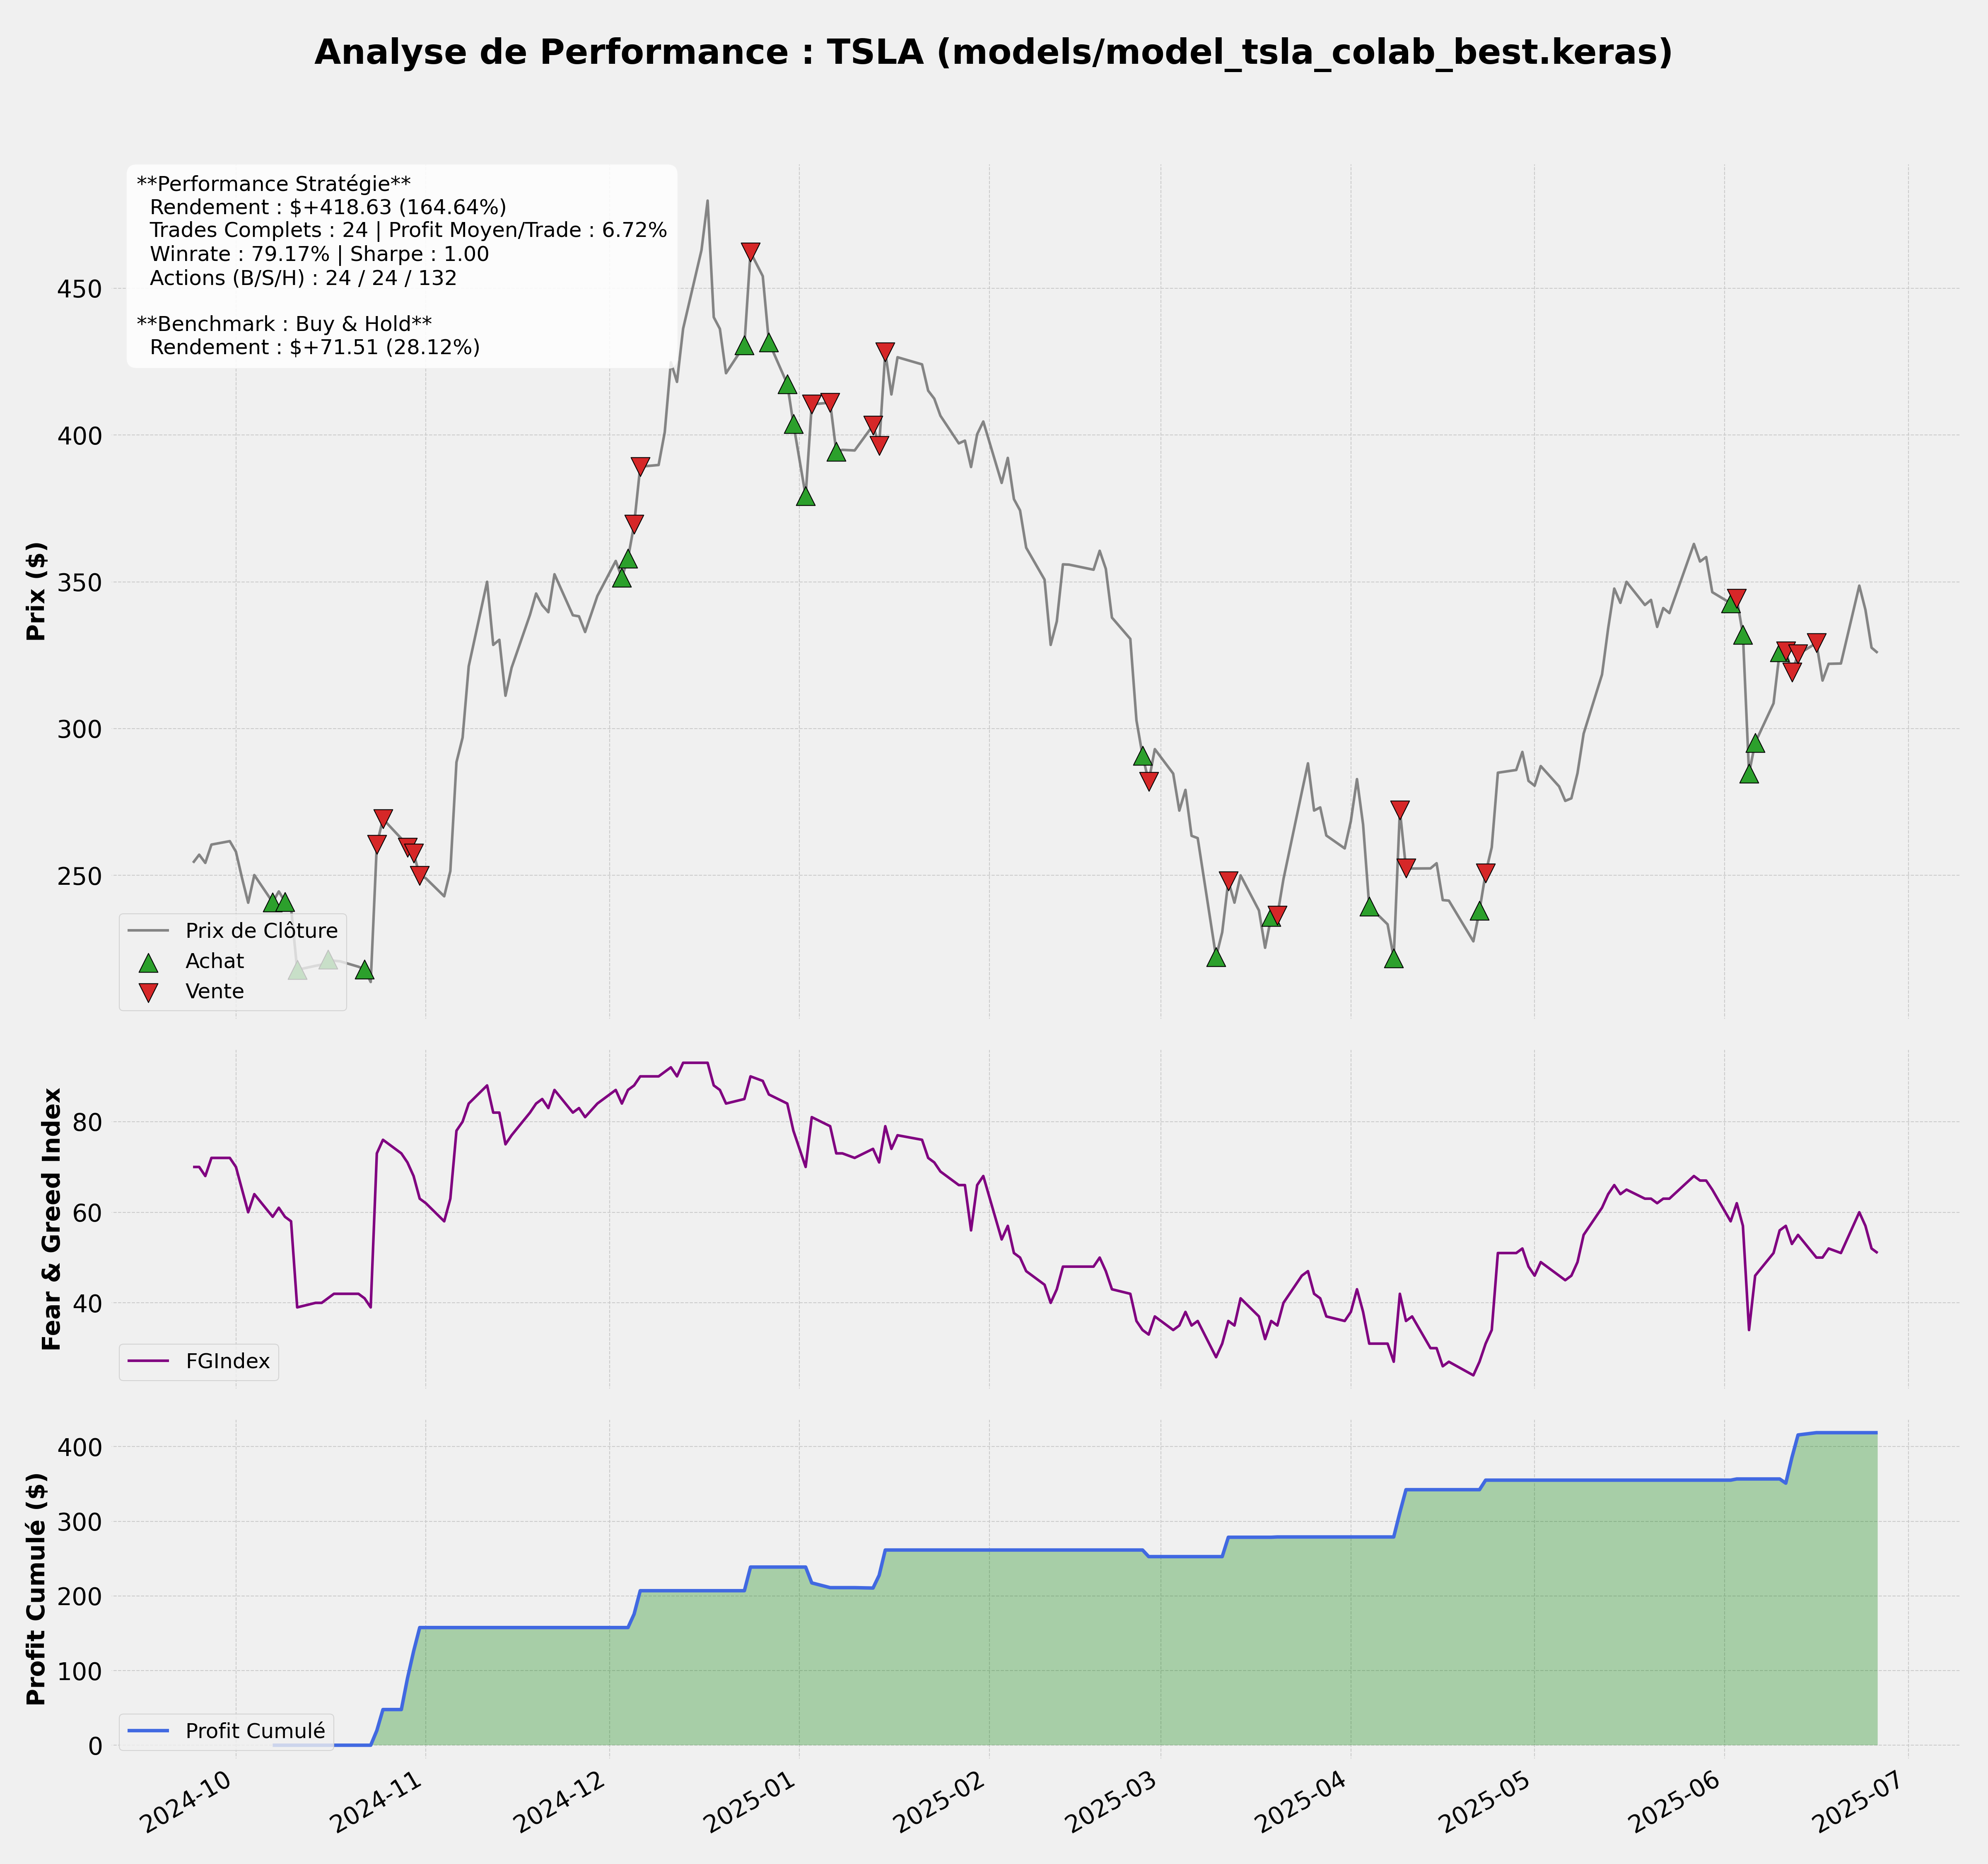 Analyse de Performance : TSLA (models/model_tsla_colab_best.keras)
**Performance Stratégie**
Rendement : $+418.63 (164.64%)
Trades Complets : 24 | Profit Moyen/Trade : 6.72%
Winrate : 79.17% | Sharpe : 1.00
Actions (B/S/H) : 24 / 24 / 132
**Benchmark : Buy & Hold**
Rendement : $+71.51 (28.12%)
Prix ($)
450
400
350
300
250
Prix de Clôture
Achat
Vente
Fear & Greed Index
80
60
40
FGIndex
Profit Cumulé ($)
400
300
200
100
0
Profit Cumulé
2024-10
2024-11
2024-12
2025-01
2025-02
2025-03
2025-04
2025-05
2025-06
2025-07